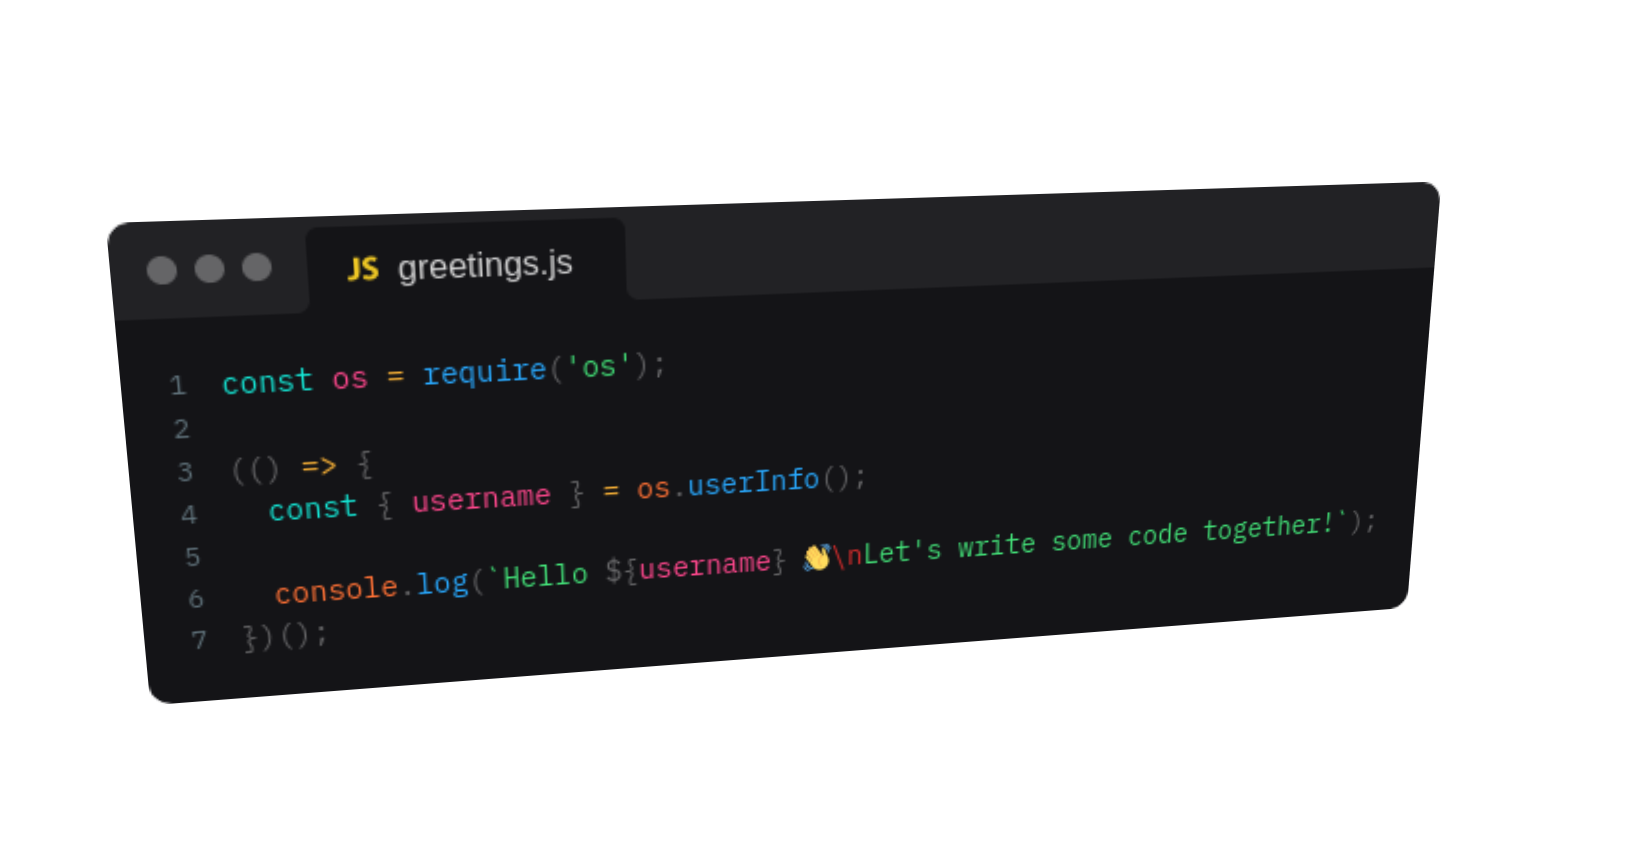 JS greetings.js
1 const os = require('os');
2
3 (() => {
4   const { username } = os.userInfo();
5
6   console.log(`Hello ${username} 👋\nLet's write some code together!`);
7 })();